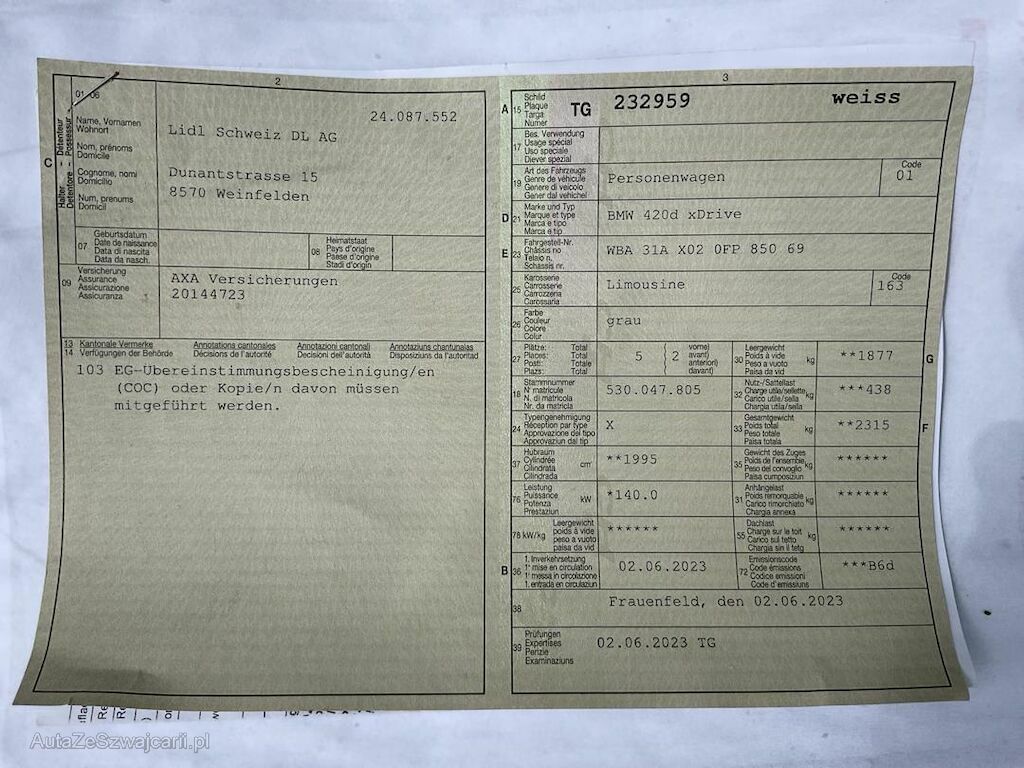 2
01-06
24.087.552
C
Halter – Détenteur
Detentore – Possessur
Name, Vornamen
Wohnort
Nom, prénoms
Domicile
Cognome, nomi
Domicilio
Num, prenums
Domicil
Lidl Schweiz DL AG
Dunantstrasse 15
8570 Weinfelden
07
Geburtsdatum
Date de naissance
Data di nascita
Data da nasch.
08
Heimatstaat
Pays d'origine
Paese d'origine
Stadi d'origin
09
Versicherung
Assurance
Assicurazione
Assicuranza
AXA Versicherungen
20144723
13 Kantonale Vermerke Annotations cantonales Annotazioni cantonali Annotaziuns chantunalas
14 Verfügungen der Behörde Décisions de l'autorité Decisioni dell'autorità Disposiziuns da l'autoritad
103 EG-Übereinstimmungsbescheinigung/en
(COC) oder Kopie/n davon müssen
mitgeführt werden.
3
A 15
Schild
Plaque
Targa
Numer
TG 232959 weiss
17
Bes. Verwendung
Usage spécial
Uso speciale
Diever spezial
19
Art des Fahrzeugs
Genre de véhicule
Genere di veicolo
Gener dal vehichel
Personenwagen
Code
01
D 21
Marke und Typ
Marque et type
Marca e tipo
Marca e tip
BMW 420d xDrive
E 23
Fahrgestell-Nr.
Châssis no
Telaio n.
Schassis nr.
WBA 31A X02 0FP 850 69
25
Karosserie
Carrosserie
Carrozzeria
Carossaria
Limousine
Code
163
26
Farbe
Couleur
Colore
Colur
grau
27
Plätze: Total
Places: Total
Posti: Totale
Plazs: Total
5 { 2
vorne)
avant)
anteriori)
davant)
30
Leergewicht
Poids à vide
Peso a vuoto
Paisa da vid
kg
**1877
G
18
Stammnummer
N° matricule
N. di matricola
Nr. da matricla
530.047.805
32
Nutz-/Sattellast
Charge utile/sellette
Carico utile/sella
Chargia utila/sella
kg
***438
24
Typengenehmigung
Réception par type
Approvazione del tipo
Approvaziun dal tip
X
33
Gesamtgewicht
Poids total
Peso totale
Paisa totala
kg
**2315
F
37
Hubraum
Cylindrée
Cilindrata
Cilindrada
cm³
**1995
35
Gewicht des Zuges
Poids de l'ensemble
Peso del convoglio
Paisa cumposiziun
kg
******
76
Leistung
Puissance
Potenza
Prestaziun
kW
*140.0
31
Anhängelast
Poids remorquable
Carico rimorchiato
Chargia annexa
kg
******
78 kW/kg
Leergewicht
poids à vide
peso a vuoto
paisa da vid
******
55
Dachlast
Charge sur le toit
Carico sul tetto
Chargia sin il tetg
kg
******
B 36
1. Inverkehrsetzung
1re mise en circulation
1a messa in circolazione
1. entrada en circulaziun
02.06.2023
72
Emissionscode
Code émissions
Codice emissioni
Code d'emissiuns
***B6d
38
Frauenfeld, den 02.06.2023
39
Prüfungen
Expertises
Perizie
Examinaziuns
02.06.2023 TG
AutaZeSzwajcarii.pl